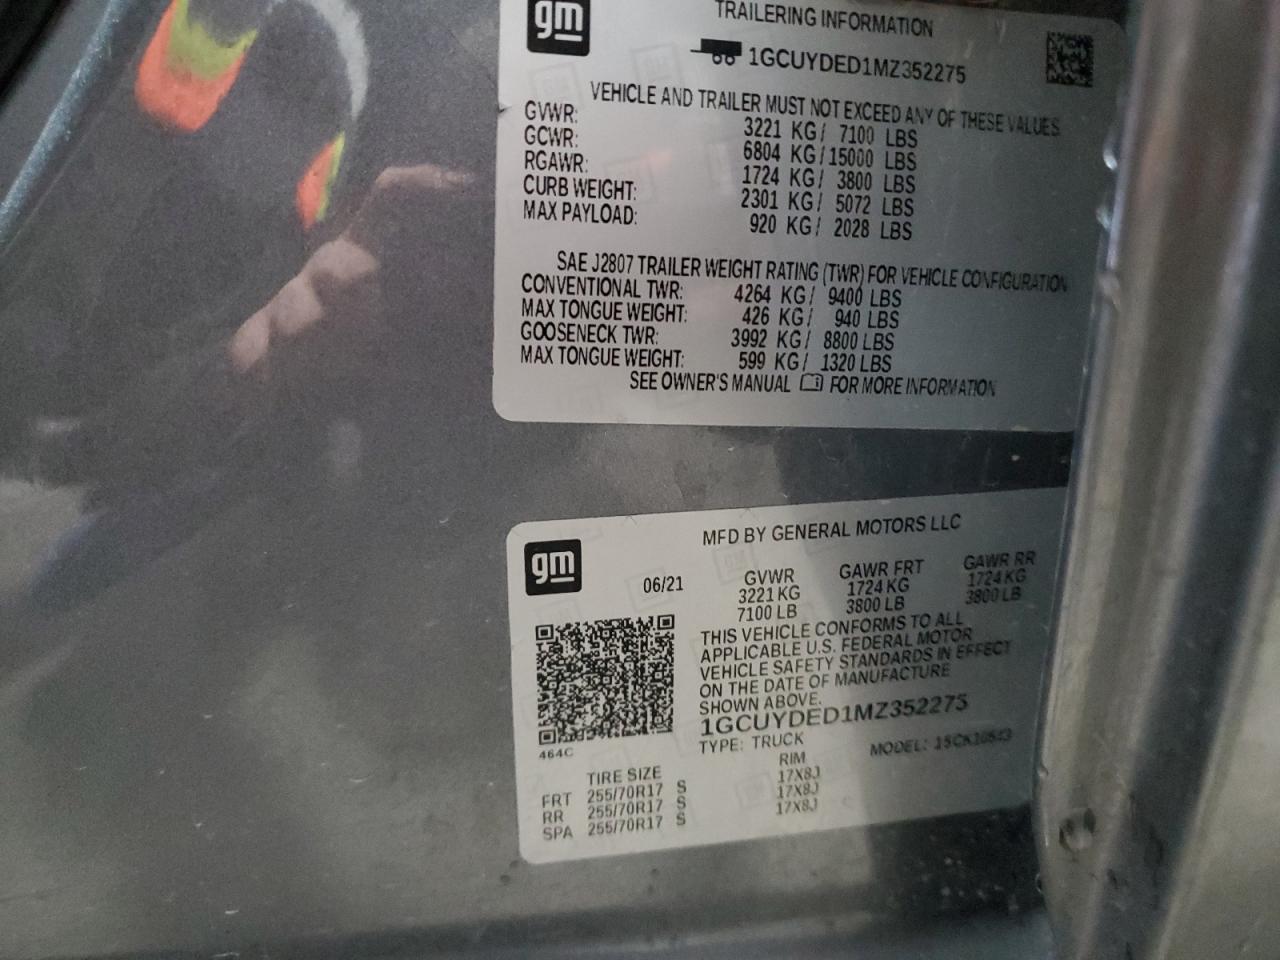 gm
TRAILERING INFORMATION
1GCUYDED1MZ352275
VEHICLE AND TRAILER MUST NOT EXCEED ANY OF THESE VALUES
GVWR: 3221 KG/ 7100 LBS
GCWR: 6804 KG/15000 LBS
RGAWR: 1724 KG/ 3800 LBS
CURB WEIGHT: 2301 KG/ 5072 LBS
MAX PAYLOAD: 920 KG/ 2028 LBS
SAE J2807 TRAILER WEIGHT RATING (TWR) FOR VEHICLE CONFIGURATION
CONVENTIONAL TWR: 4264 KG/ 9400 LBS
MAX TONGUE WEIGHT: 426 KG/ 940 LBS
GOOSENECK TWR: 3992 KG/ 8800 LBS
MAX TONGUE WEIGHT: 599 KG/ 1320 LBS
SEE OWNER'S MANUAL FOR MORE INFORMATION
gm
MFD BY GENERAL MOTORS LLC
06/21 GVWR GAWR FRT GAWR RR
3221 KG 1724 KG 1724 KG
7100 LB 3800 LB 3800 LB
THIS VEHICLE CONFORMS TO ALL
APPLICABLE U.S. FEDERAL MOTOR
VEHICLE SAFETY STANDARDS IN EFFECT
ON THE DATE OF MANUFACTURE
SHOWN ABOVE.
1GCUYDED1MZ352275
464C
TYPE: TRUCK MODEL: 15CK10543
TIRE SIZE RIM
FRT 255/70R17 S 17X8J
RR 255/70R17 S 17X8J
SPA 255/70R17 S 17X8J